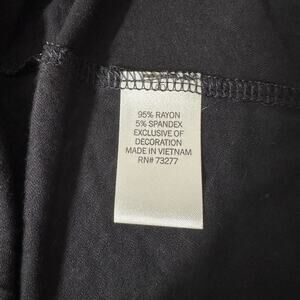 95% RAYON
5% SPANDEX
EXCLUSIVE OF
DECORATION
MADE IN VIETNAM
RN# 73277